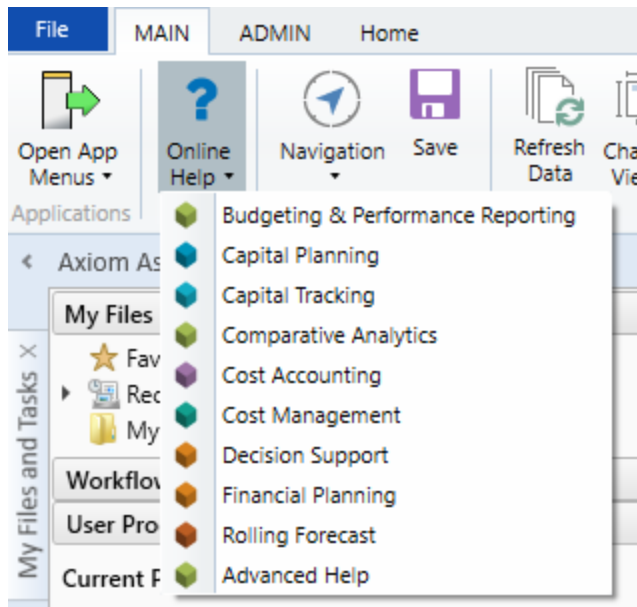 File MAIN ADMIN Home
Open App Menus
Online Help
Navigation
Save
Refresh Data
Applications
Budgeting & Performance Reporting
Axiom
Capital Planning
Capital Tracking
My Files
Comparative Analytics
Cost Accounting
My
Cost Management
Decision Support
Financial Planning
User
Rolling Forecast
Current
Advanced Help
My Files and Tasks